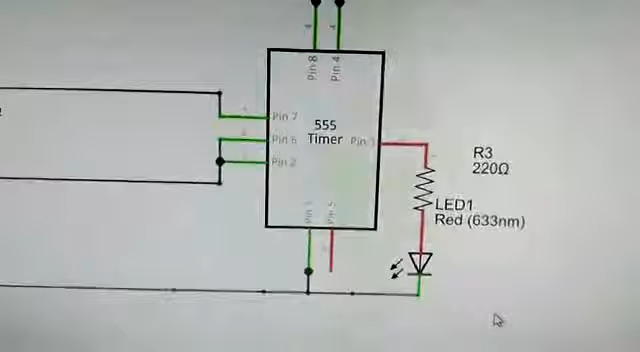 Pin 8
Pin 4
Pin 7
555
Timer
Pin 6
Pin 3
Pin 2
R3
220Ω
LED1
Red (633nm)
Pin 1
Pin 5